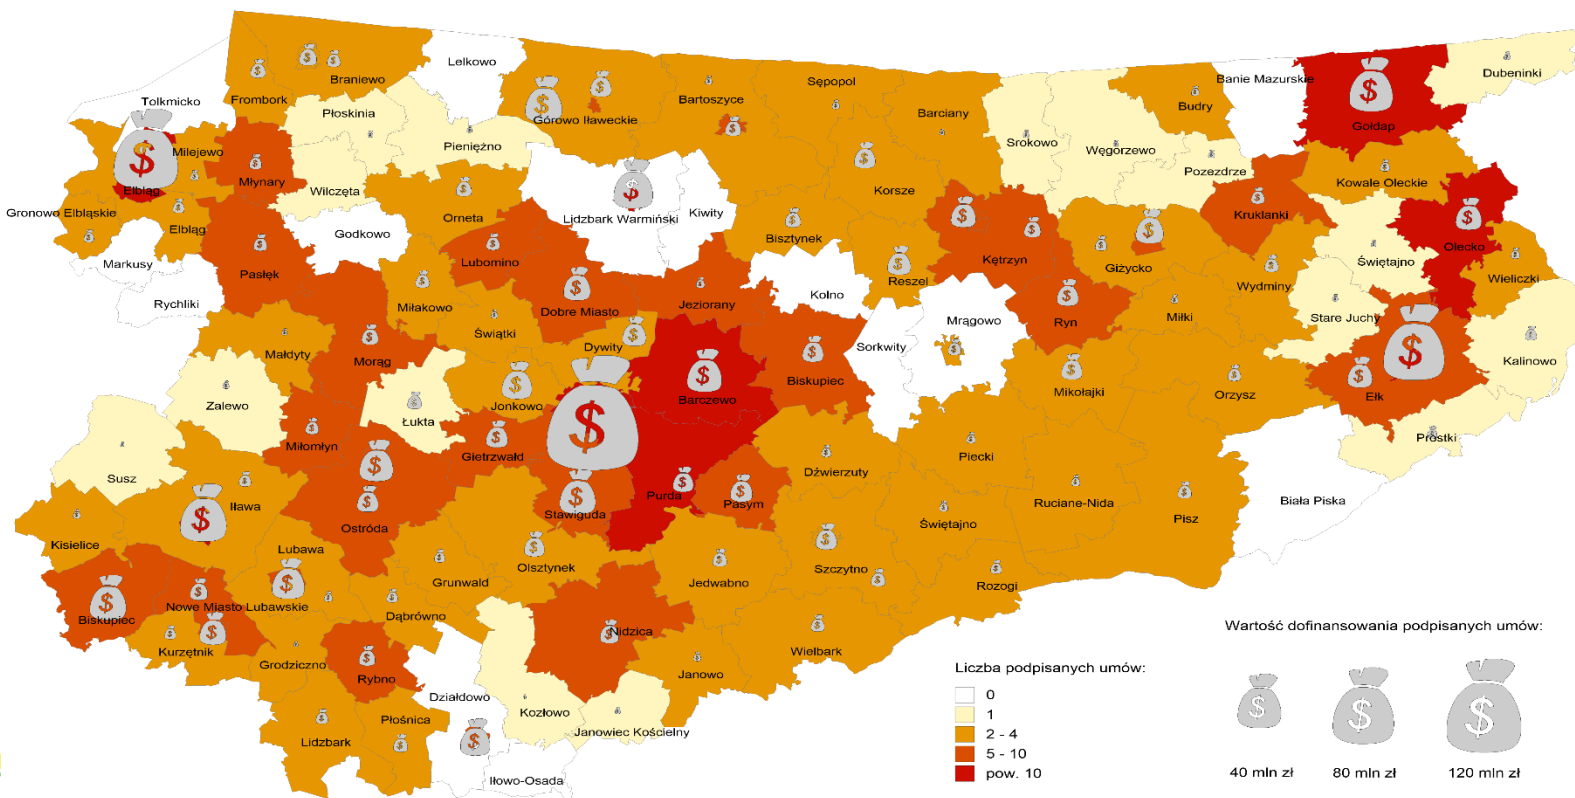 Lelkowo
Braniewo
Frombork
Tolkmicko
Płoskinia
Górowo Iławeckie
Bartoszyce
Sępopol
Barciany
Banie Mazurskie
Budry
Dubeninki
Gołdap
Milejewo
Młynary
Wilczęta
Pieniężno
Elbląg
Gronowo Elbląskie
Elbląg
Orneta
Godkowo
Lidzbark Warmiński
Kiwity
Korsze
Srokowo
Węgorzewo
Pozezdrze
Kowale Oleckie
Kruklanki
Olecko
Markusy
Rychliki
Pasłęk
Lubomino
Bisztynek
Kętrzyn
Giżycko
Świętajno
Wieliczki
Wydminy
Miłakowo
Świątki
Dobre Miasto
Jeziorany
Kolno
Reszel
Mrągowo
Ryn
Miłki
Stare Juchy
Kalinowo
Małdyty
Morąg
Dywity
Sorkwity
Biskupiec
Barczewo
Jonkowo
Mikołajki
Orzysz
Ełk
Zalewo
Łukta
Miłomłyn
Gietrzwałd
Prostki
Susz
Dźwierzuty
Piecki
Purda
Pasym
Stawiguda
Ruciane-Nida
Pisz
Biała Piska
Iława
Ostróda
Świętajno
Kisielice
Lubawa
Olsztynek
Grunwald
Jedwabno
Szczytno
Rozogi
Nowe Miasto Lubawskie
Dąbrówno
Biskupiec
Nidzica
Wielbark
Kurzętnik
Grodziczno
Rybno
Janowo
Działdowo
Kozłowo
Janowiec Kościelny
Płośnica
Lidzbark
Iłowo-Osada
Liczba podpisanych umów:
0
1
2 - 4
5 - 10
pow. 10
Wartość dofinansowania podpisanych umów:
40 mln zł
80 mln zł
120 mln zł